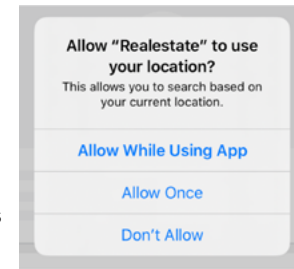 Allow “Realestate” to use
your location?
This allows you to search based on
your current location.
Allow While Using App
Allow Once
Don’t Allow
s